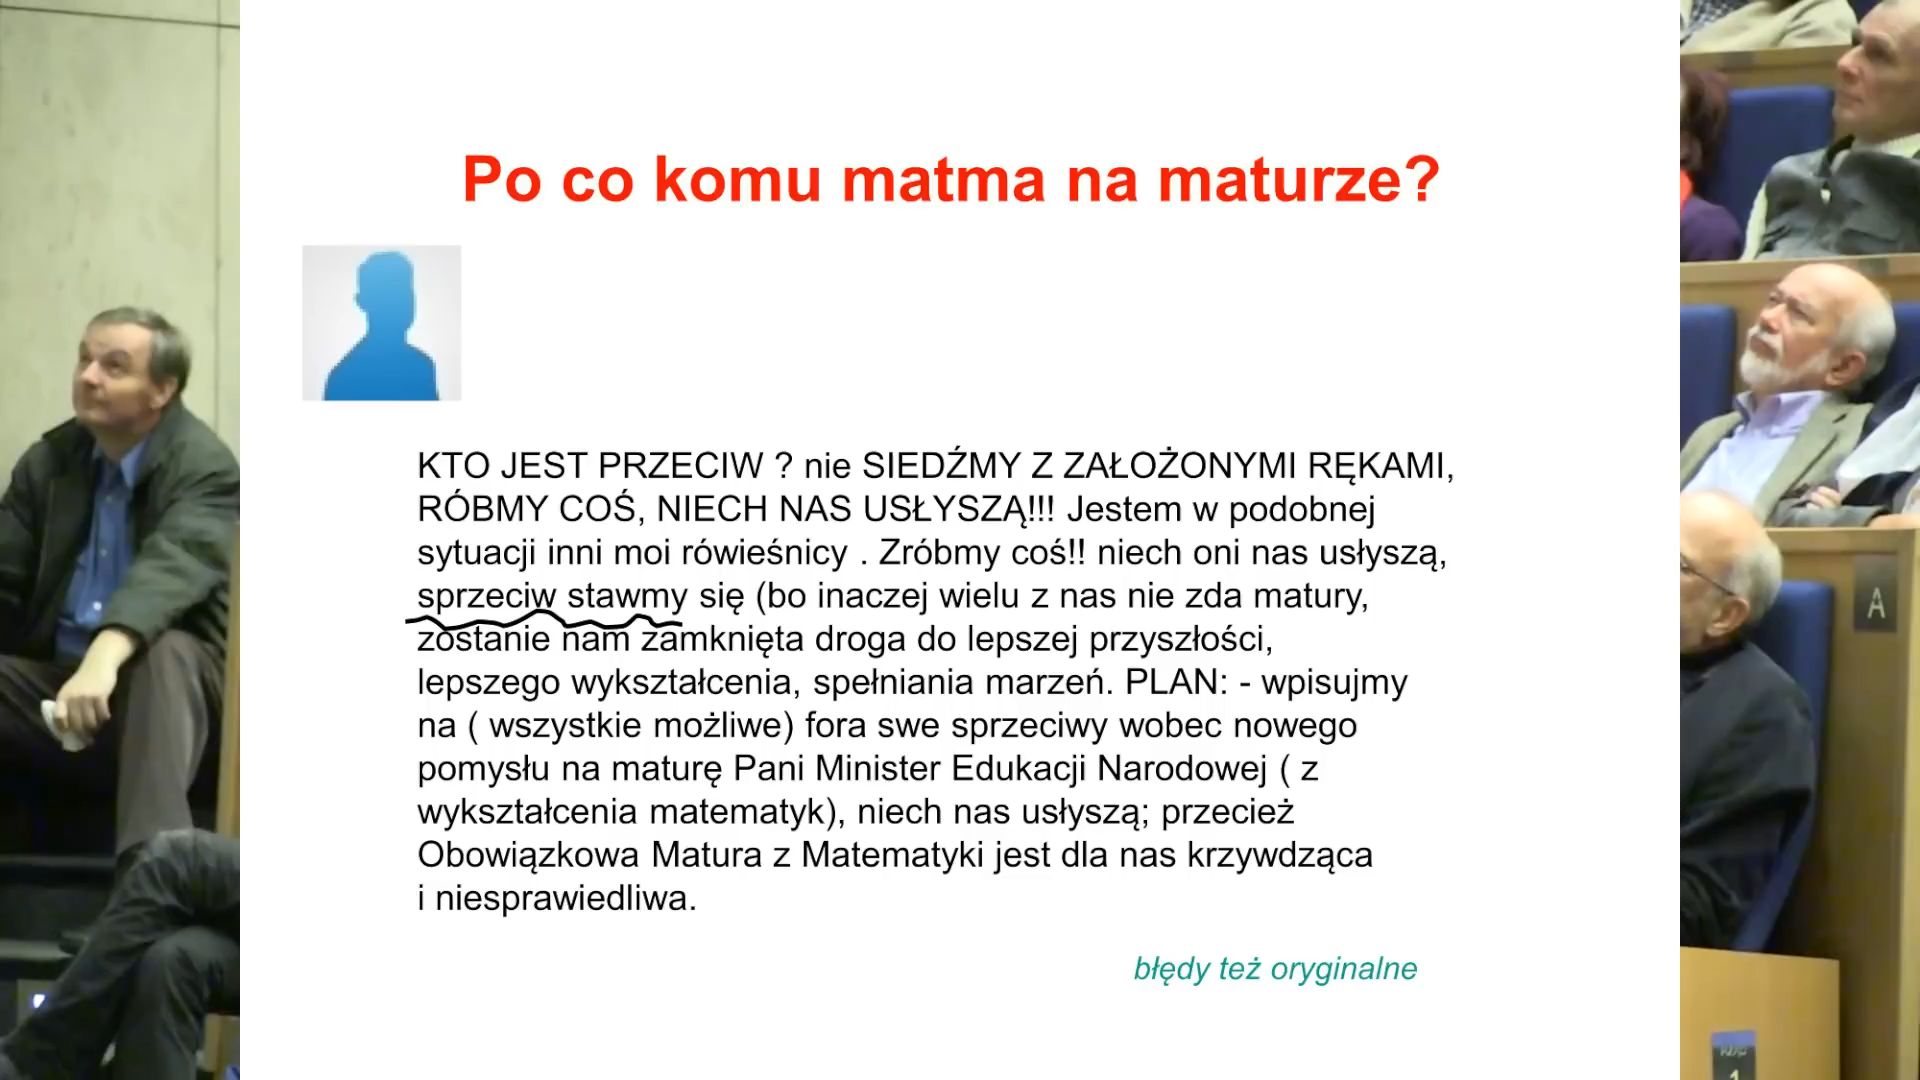 Po co komu matma na maturze?
KTO JEST PRZECIW ? nie SIEDŹMY Z ZAŁOŻONYMI RĘKAMI,
RÓBMY COŚ, NIECH NAS USŁYSZĄ!!! Jestem w podobnej
sytuacji inni moi rówieśnicy . Zróbmy coś!! niech oni nas usłyszą,
sprzeciw stawmy się (bo inaczej wielu z nas nie zda matury,
zostanie nam zamknięta droga do lepszej przyszłości,
lepszego wykształcenia, spełniania marzeń. PLAN: - wpisujmy
na ( wszystkie możliwe) fora swe sprzeciwy wobec nowego
pomysłu na maturę Pani Minister Edukacji Narodowej ( z
wykształcenia matematyk), niech nas usłyszą; przecież
Obowiązkowa Matura z Matematyki jest dla nas krzywdząca
i niesprawiedliwa.
błędy też oryginalne
A
1